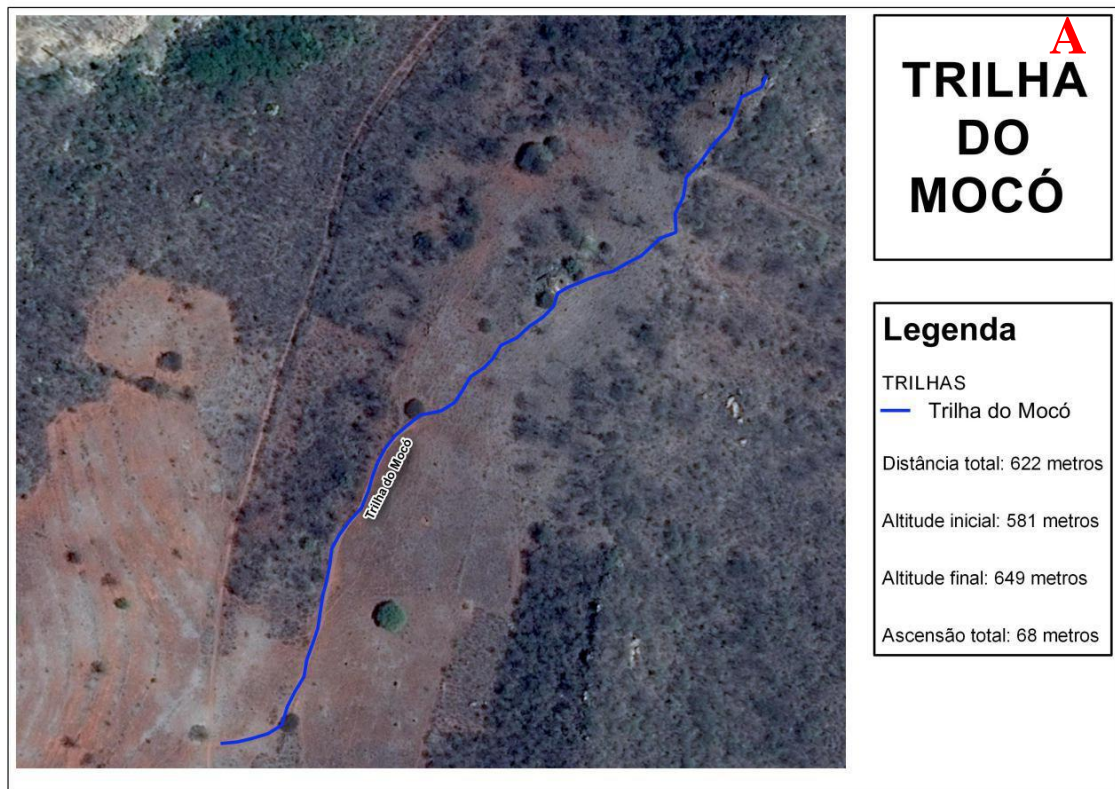 A
TRILHA
DO
MOCÓ
Legenda
TRILHAS
Trilha do Mocó
Distância total: 622 metros
Altitude inicial: 581 metros
Altitude final: 649 metros
Ascensão total: 68 metros
Trilha do Mocó